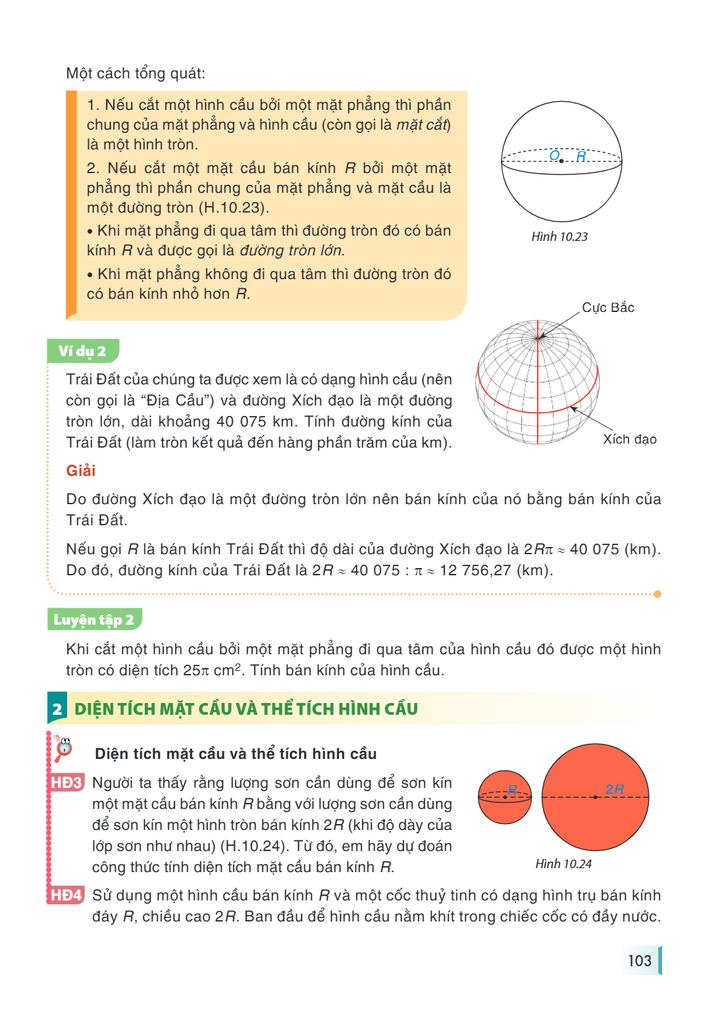 Một cách tổng quát:
1. Nếu cắt một hình cầu bởi một mặt phẳng thì phần
chung của mặt phẳng và hình cầu (còn gọi là mặt cắt)
là một hình tròn.
2. Nếu cắt một mặt cầu bán kính R bởi một mặt
phẳng thì phần chung của mặt phẳng và mặt cầu là
một đường tròn (H.10.23).
• Khi mặt phẳng đi qua tâm thì đường tròn đó có bán
kính R và được gọi là đường tròn lớn.
• Khi mặt phẳng không đi qua tâm thì đường tròn đó
có bán kính nhỏ hơn R.
O R
Hình 10.23
Cực Bắc
Xích đạo
Ví dụ 2
Trái Đất của chúng ta được xem là có dạng hình cầu (nên
còn gọi là “Địa Cầu”) và đường Xích đạo là một đường
tròn lớn, dài khoảng 40 075 km. Tính đường kính của
Trái Đất (làm tròn kết quả đến hàng phần trăm của km).
Giải
Do đường Xích đạo là một đường tròn lớn nên bán kính của nó bằng bán kính của
Trái Đất.
Nếu gọi R là bán kính Trái Đất thì độ dài của đường Xích đạo là 2Rπ ≈ 40 075 (km).
Do đó, đường kính của Trái Đất là 2R ≈ 40 075 : π ≈ 12 756,27 (km).
Luyện tập 2
Khi cắt một hình cầu bởi một mặt phẳng đi qua tâm của hình cầu đó được một hình
tròn có diện tích 25π cm². Tính bán kính của hình cầu.
2 DIỆN TÍCH MẶT CẦU VÀ THỂ TÍCH HÌNH CẦU
Diện tích mặt cầu và thể tích hình cầu
HĐ3 Người ta thấy rằng lượng sơn cần dùng để sơn kín
một mặt cầu bán kính R bằng với lượng sơn cần dùng
để sơn kín một hình tròn bán kính 2R (khi độ dày của
lớp sơn như nhau) (H.10.24). Từ đó, em hãy dự đoán
công thức tính diện tích mặt cầu bán kính R.
R 2R
Hình 10.24
HĐ4 Sử dụng một hình cầu bán kính R và một cốc thuỷ tinh có dạng hình trụ bán kính
đáy R, chiều cao 2R. Ban đầu để hình cầu nằm khít trong chiếc cốc có đầy nước.
103